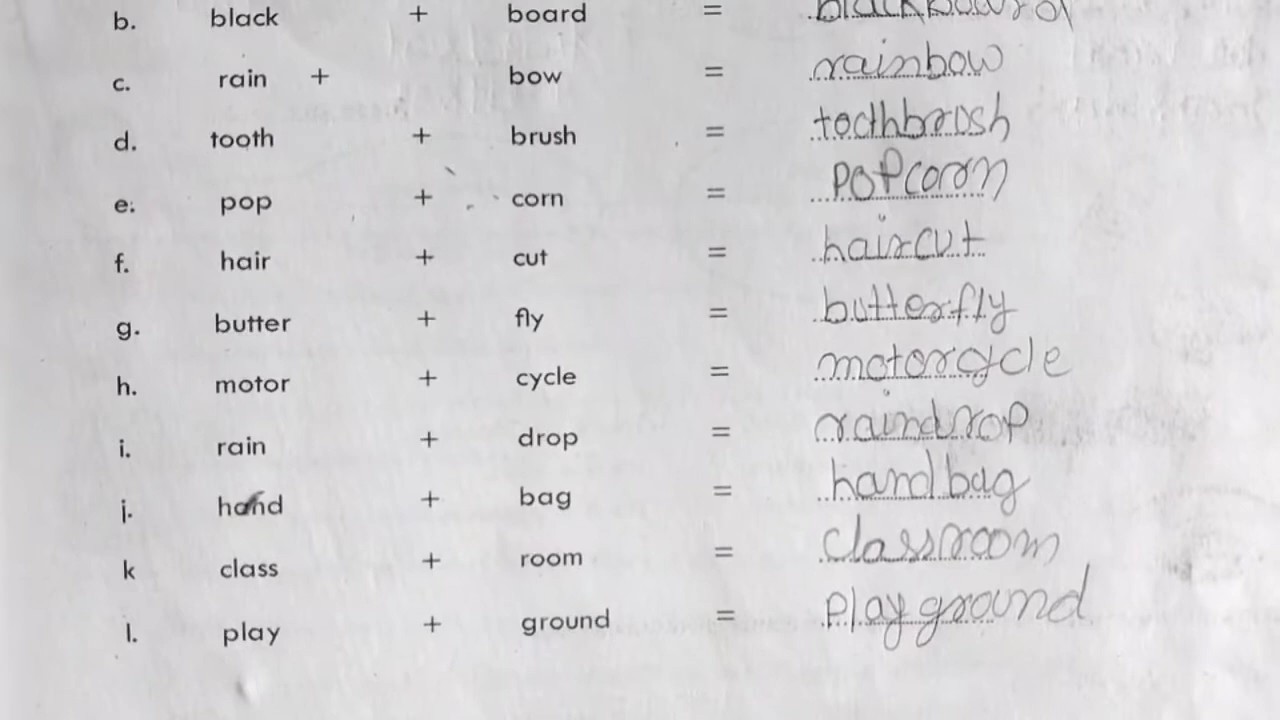 b. black + board = blackboard
c. rain + bow = rainbow
d. tooth + brush = toothbrush
e. pop + corn = popcorn
f. hair + cut = haircut
g. butter + fly = butterfly
h. motor + cycle = motorcycle
i. rain + drop = raindrop
j. hand + bag = handbag
k class + room = classroom
l. play + ground = playground